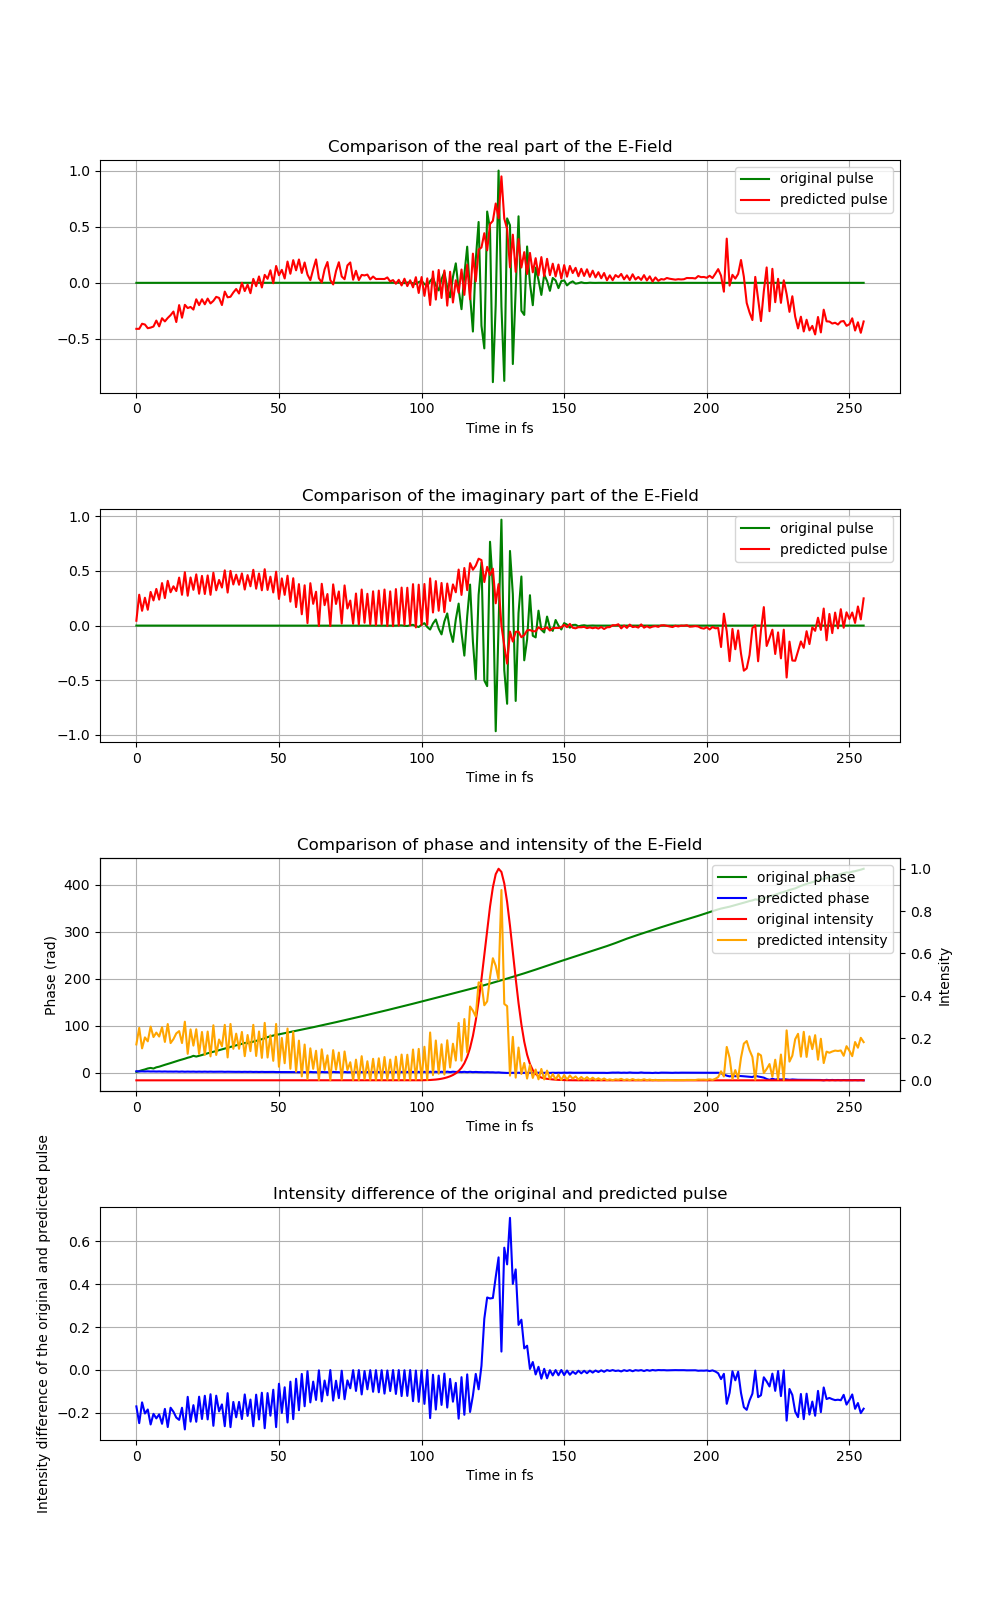 Comparison of the real part of the E-Field
1.0
0.5
0.0
−0.5
original pulse
predicted pulse
0 50 100 150 200 250
Time in fs
Comparison of the imaginary part of the E-Field
1.0
0.5
0.0
−0.5
−1.0
original pulse
predicted pulse
0 50 100 150 200 250
Time in fs
Comparison of phase and intensity of the E-Field
Phase (rad)
400
300
200
100
0
original phase
predicted phase
original intensity
predicted intensity
1.0
0.8
0.6
0.4
0.2
0.0
Intensity
0 50 100 150 200 250
Time in fs
Intensity difference of the original and predicted pulse
Intensity difference of the original and predicted pulse
0.6
0.4
0.2
0.0
−0.2
0 50 100 150 200 250
Time in fs